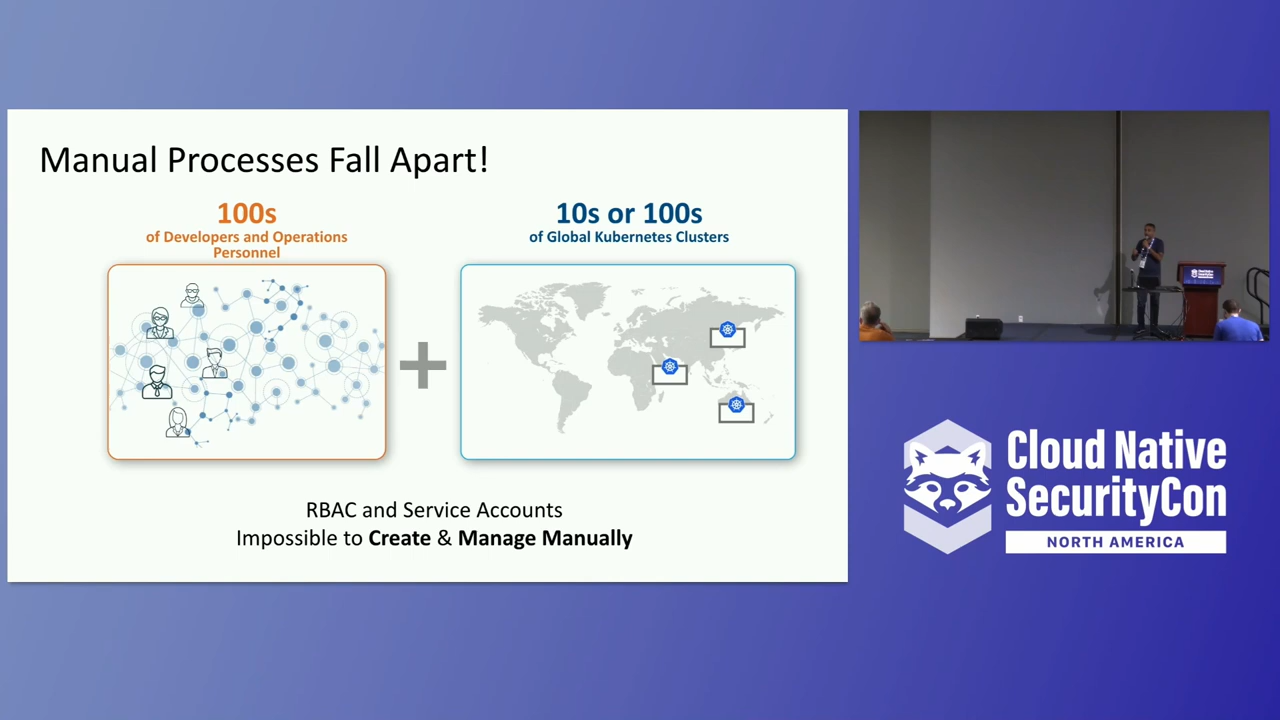 Manual Processes Fall Apart!
100s
of Developers and Operations
Personnel
10s or 100s
of Global Kubernetes Clusters
RBAC and Service Accounts
Impossible to Create & Manage Manually
Cloud Native
SecurityCon
NORTH AMERICA